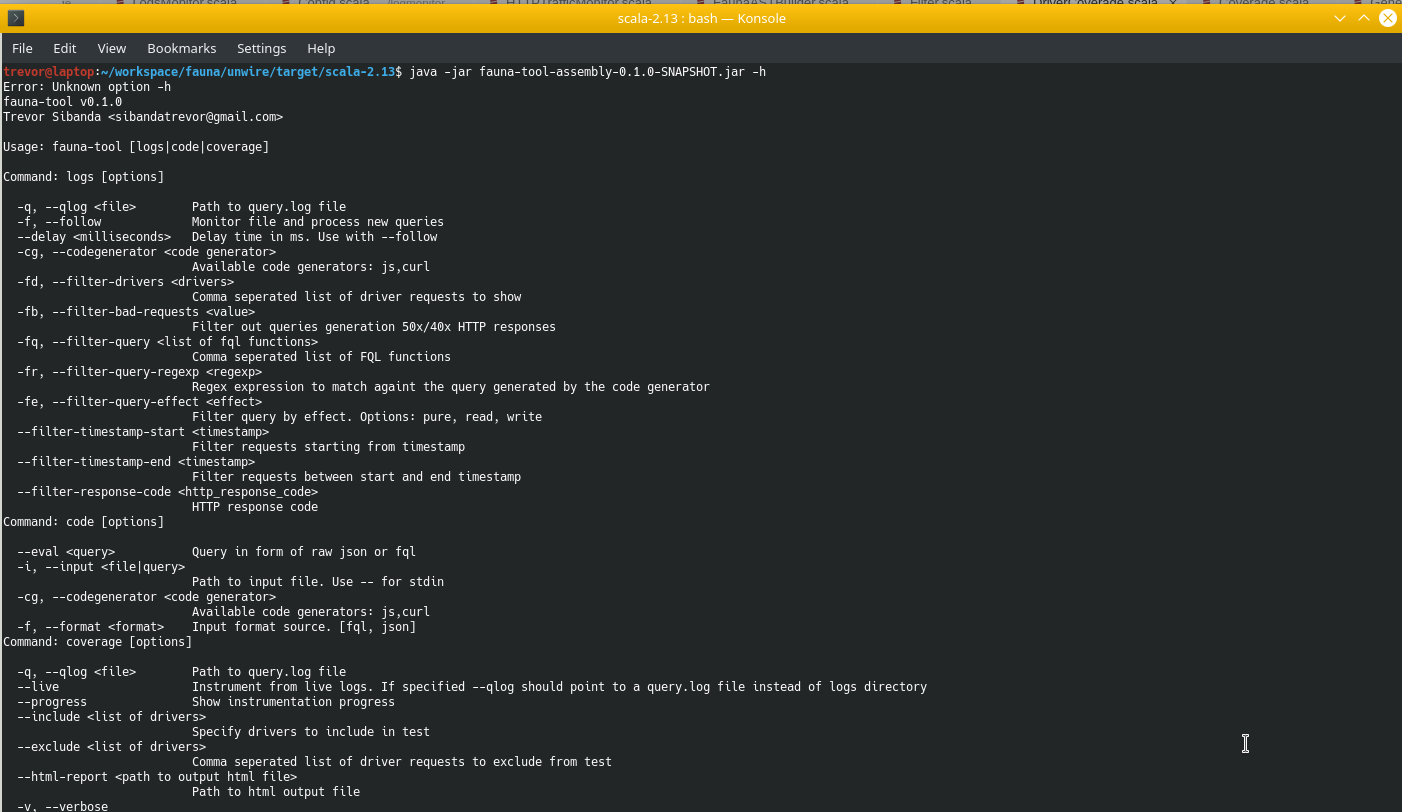 LogsMonitor.scala Config.scala .../logmonitor HTTPTrafficMonitor.scala FaunaASTBuilder.scala Filter.scala DriverCoverage.scala Coverage.scala
scala-2.13 : bash — Konsole
File Edit View Bookmarks Settings Help
trevor@laptop:~/workspace/fauna/unwire/target/scala-2.13$ java -jar fauna-tool-assembly-0.1.0-SNAPSHOT.jar -h
Error: Unknown option -h
fauna-tool v0.1.0
Trevor Sibanda <sibandatrevor@gmail.com>
Usage: fauna-tool [logs|code|coverage]
Command: logs [options]
-q, --qlog <file> Path to query.log file
-f, --follow Monitor file and process new queries
--delay <milliseconds> Delay time in ms. Use with --follow
-cg, --codegenerator <code generator>
Available code generators: js,curl
-fd, --filter-drivers <drivers>
Comma seperated list of driver requests to show
-fb, --filter-bad-requests <value>
Filter out queries generation 50x/40x HTTP responses
-fq, --filter-query <list of fql functions>
Comma seperated list of FQL functions
-fr, --filter-query-regexp <regexp>
Regex expression to match againt the query generated by the code generator
-fe, --filter-query-effect <effect>
Filter query by effect. Options: pure, read, write
--filter-timestamp-start <timestamp>
Filter requests starting from timestamp
--filter-timestamp-end <timestamp>
Filter requests between start and end timestamp
--filter-response-code <http_response_code>
HTTP response code
Command: code [options]
--eval <query> Query in form of raw json or fql
-i, --input <file|query>
Path to input file. Use -- for stdin
-cg, --codegenerator <code generator>
Available code generators: js,curl
-f, --format <format> Input format source. [fql, json]
Command: coverage [options]
-q, --qlog <file> Path to query.log file
--live Instrument from live logs. If specified --qlog should point to a query.log file instead of logs directory
--progress Show instrumentation progress
--include <list of drivers>
Specify drivers to include in test
--exclude <list of drivers>
Comma seperated list of driver requests to exclude from test
--html-report <path to output html file>
Path to html output file
-v, --verbose